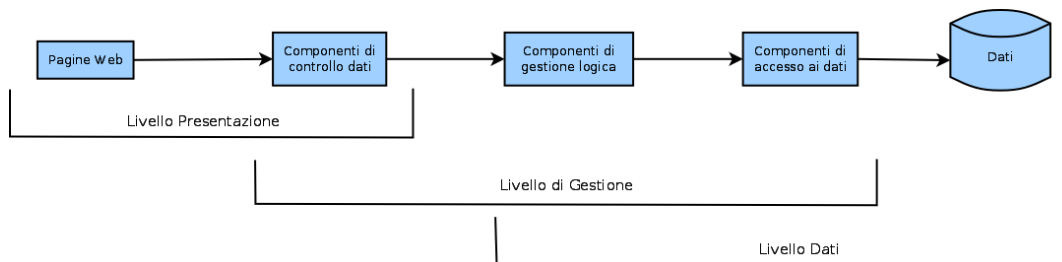 Pagine Web
Componenti di
controllo dati
Componenti di
gestione logica
Componenti di
accesso ai dati
Dati
Livello Presentazione
Livello di Gestione
Livello Dati